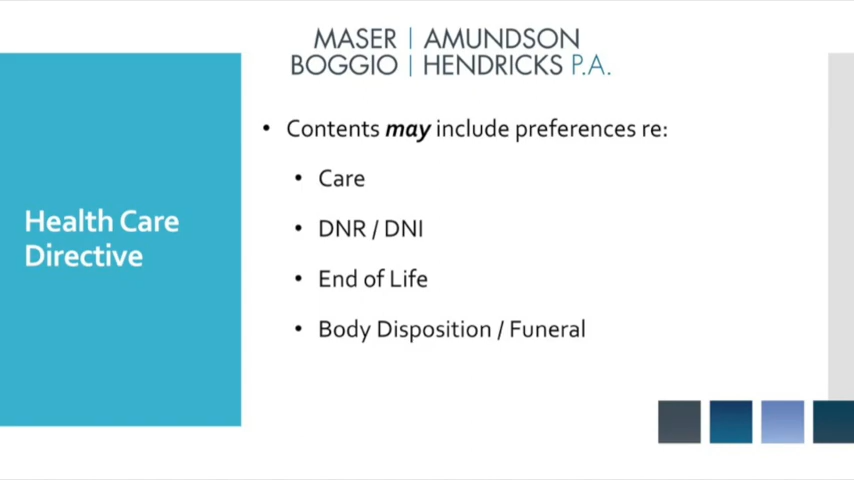 MASER | AMUNDSON
BOGGIO | HENDRICKS P.A.
Health Care
Directive
• Contents may include preferences re:
• Care
• DNR / DNI
• End of Life
• Body Disposition / Funeral